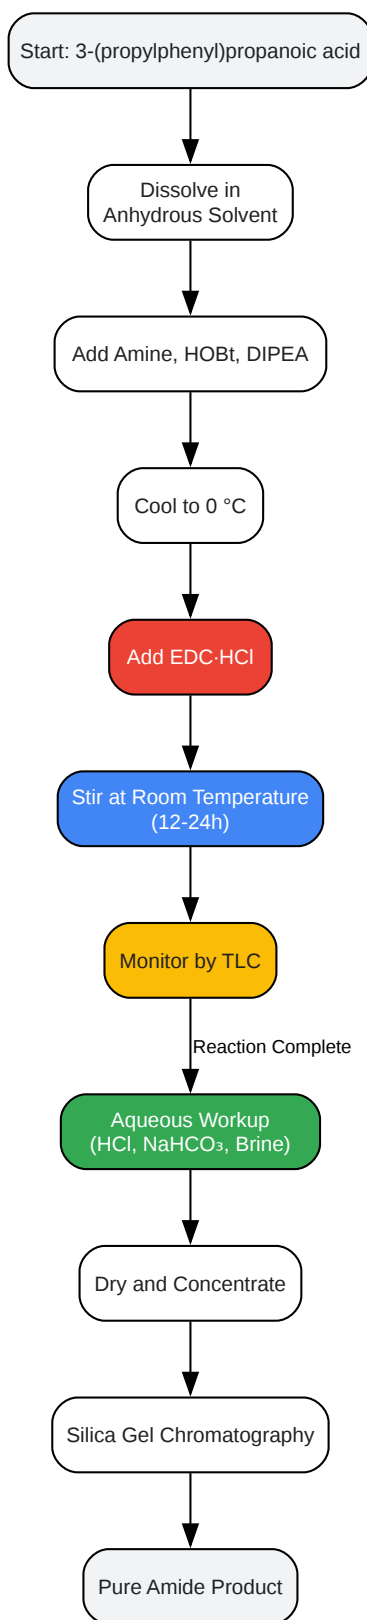 Start: 3-(propylphenyl)propanoic acid
Dissolve in
Anhydrous Solvent
Add Amine, HOBt, DIPEA
Cool to 0 °C
Add EDC·HCl
Stir at Room Temperature
(12-24h)
Monitor by TLC
Reaction Complete
Aqueous Workup
(HCl, NaHCO₃, Brine)
Dry and Concentrate
Silica Gel Chromatography
Pure Amide Product